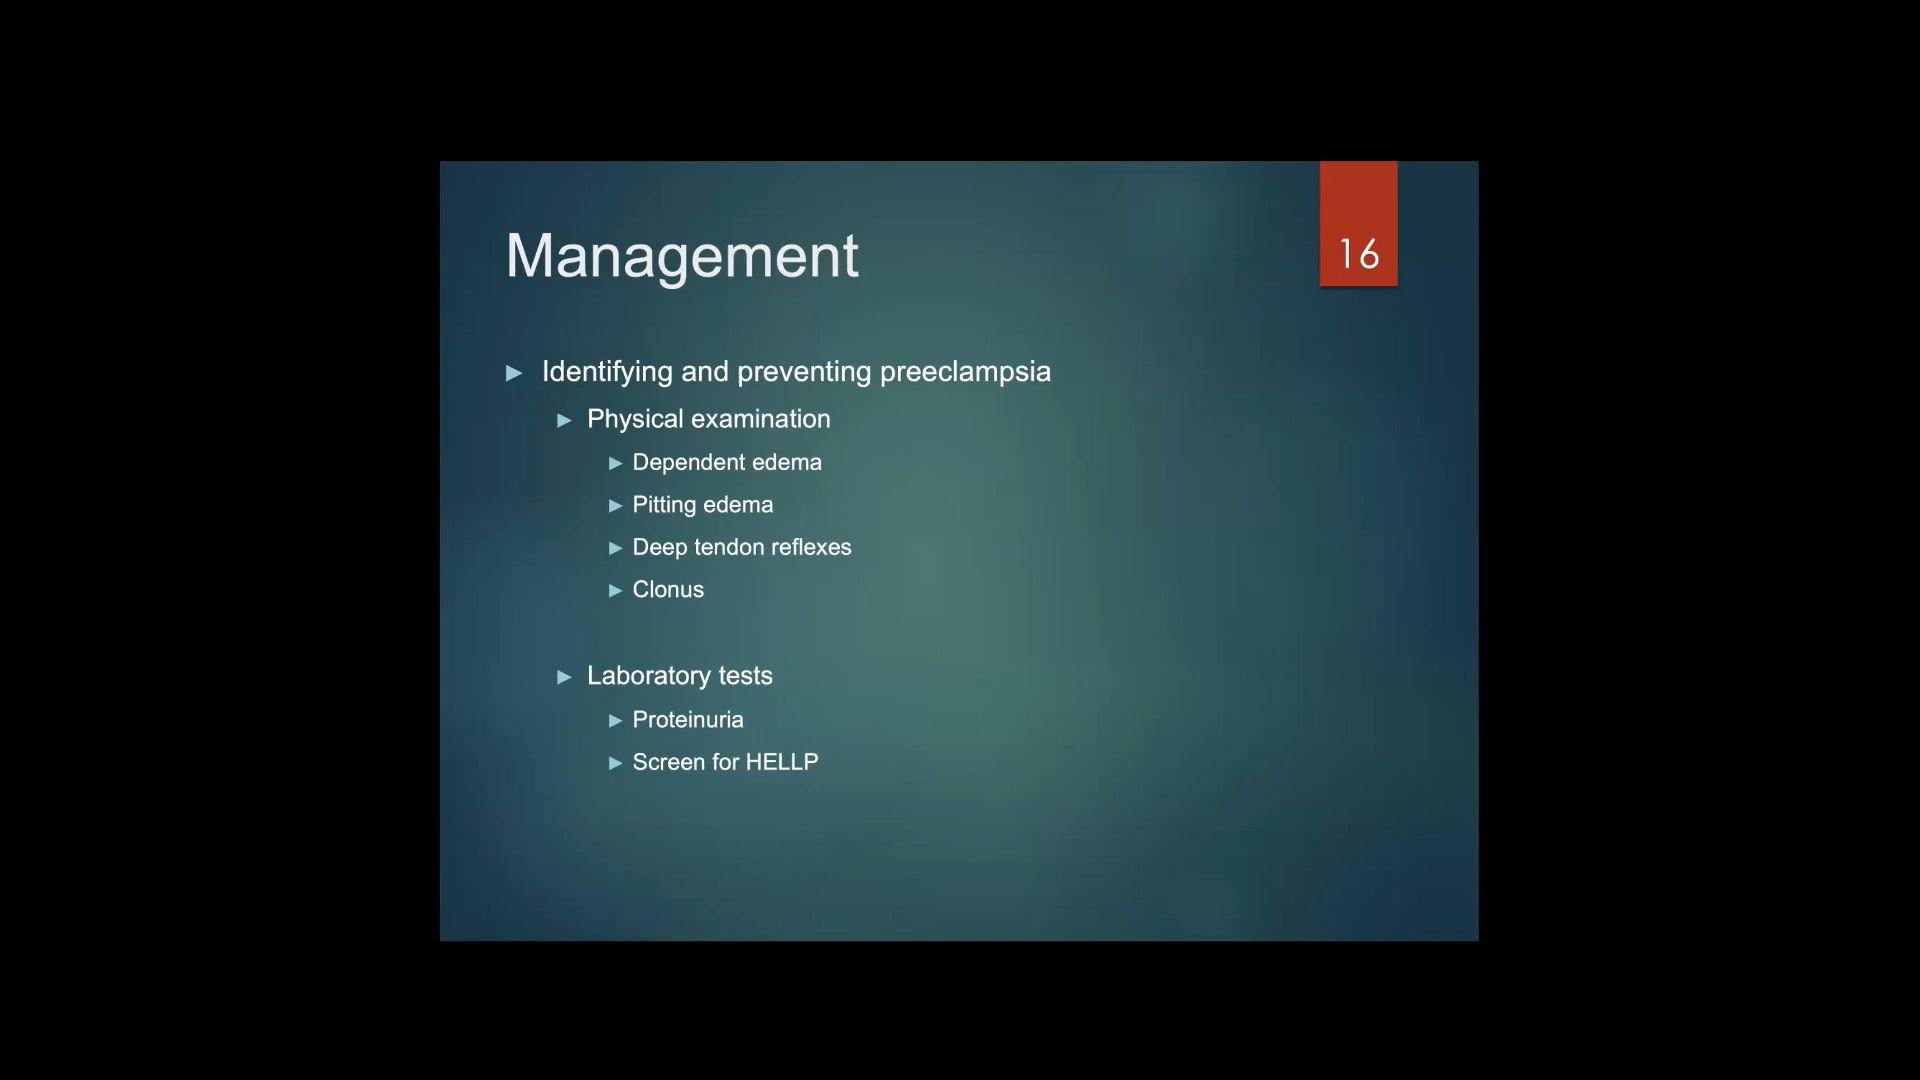 Management
16
Identifying and preventing preeclampsia
Physical examination
Dependent edema
Pitting edema
Deep tendon reflexes
Clonus
Laboratory tests
Proteinuria
Screen for HELLP